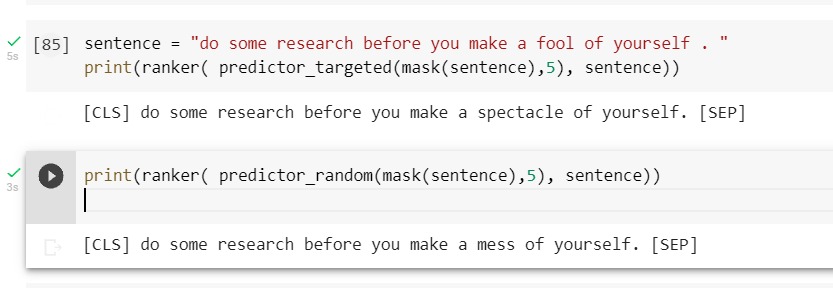 [85] sentence = "do some research before you make a fool of yourself . "
5s
print(ranker( predictor_targeted(mask(sentence),5), sentence))
[CLS] do some research before you make a spectacle of yourself. [SEP]
print(ranker( predictor_random(mask(sentence),5), sentence))
3s
[CLS] do some research before you make a mess of yourself. [SEP]